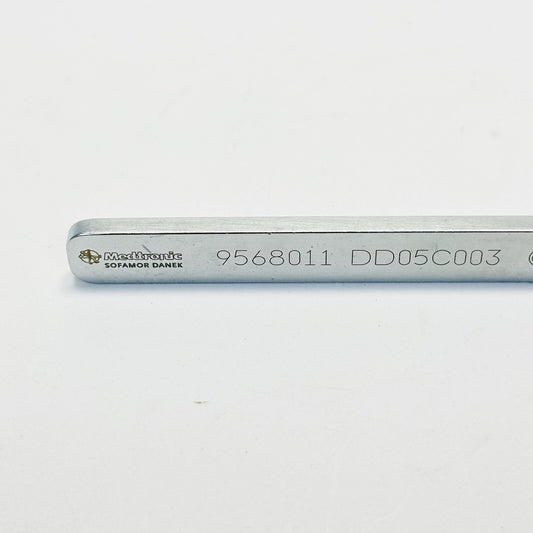 Medtronic 9568011 DD05C003
SOFAMOR DANEK